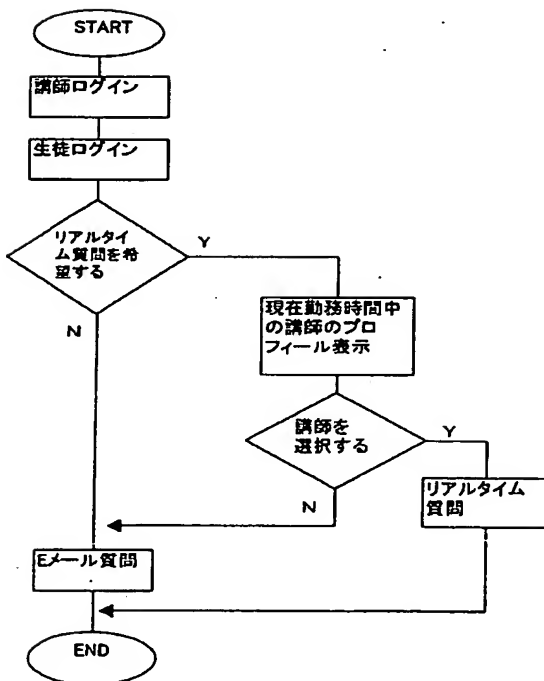 START
講師ログイン
生徒ログイン
リアルタイ
ム質問を希
望する
Y
N
現在勤務時間中
の講師のプロ
フィール表示
講師を
選択する
Y
N
リアルタイム
質問
Eメール質問
END